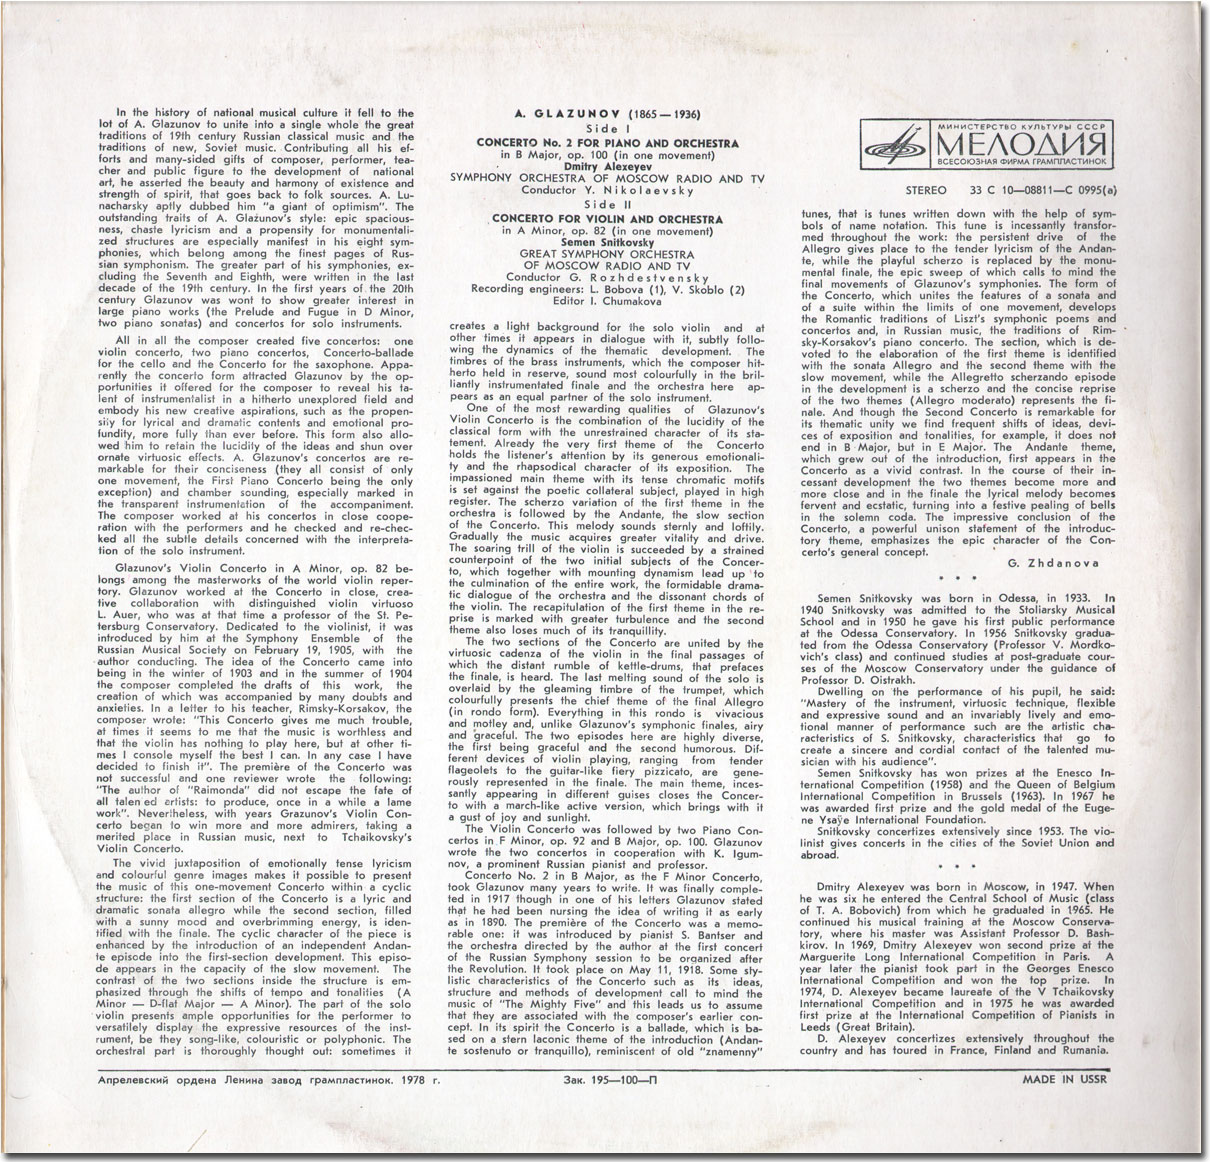 In the history of national musical culture it fell to the
lot of A. Glazunov to unite into a single whole the great
traditions of 19th century Russian classical music and the
traditions of new, Soviet music. Contributing all his ef-
forts and many-sided gifts of composer, performer, tea-
cher and public figure to the development of national
art, he asserted the beauty and harmony of existence and
strength of spirit, that goes back to folk sources. A. Lu-
nacharsky aptly dubbed him "a giant of optimism". The
outstanding traits of A. Glazunov's style: epic spacious-
ness, chaste lyricism and a propensity for monumentali-
zed structures are especially manifest in his eight sym-
phonies, which belong among the finest pages of Rus-
sian symphonism. The greater part of his symphonies, ex-
cluding the Seventh and Eighth, were written in the last
decade of the 19th century. In the first years of the 20th
century Glazunov was wont to show greater interest in
large piano works (the Prelude and Fugue in D Minor,
two piano sonatas) and concertos for solo instruments.
All in all the composer created five concertos: one
violin concerto, two piano concertos, Concerto-ballade
for the cello and the Concerto for the saxophone. Appa-
rently the concerto form attracted Glazunov by the op-
portunities it offered for the composer to reveal his ta-
lent of instrumentalist in a hitherto unexplored field and
embody his new creative aspirations, such as the propen-
sity for lyrical and dramatic contents and emotional pro-
fundity, more fully than ever before. This form also allo-
wed him to retain the lucidity of the ideas and shun over
ornate virtuosic effects. A. Glazunov's concertos are re-
markable for their conciseness (they all consist of only
one movement, the First Piano Concerto being the only
exception) and chamber sounding, especially marked in
the transparent instrumentation of the accompaniment.
The composer worked at his concertos in close coope-
ration with the performers and he checked and re-chec-
ked all the subtle details concerned with the interpreta-
tion of the solo instrument.
Glazunov's Violin Concerto in A Minor, op. 82 be-
longs among the masterworks of the world violin reper-
tory. Glazunov worked at the Concerto in close, crea-
tive collaboration with distinguished violin virtuoso
L. Auer, who was at that time a professor of the St. Pe-
tersburg Conservatory. Dedicated to the violinist, it was
introduced by him at the Symphony Ensemble of the
Russian Musical Society on February 19, 1905, with the
author conducting. The idea of the Concerto came into
being in the winter of 1903 and in the summer of 1904
the composer completed the drafts of this work, the
creation of which was accompanied by many doubts and
anxieties. In a letter to his teacher, Rimsky-Korsakov, the
composer wrote: "This Concerto gives me much trouble,
at times it seems to me that the music is worthless and
that the violin has nothing to play here, but at other ti-
mes I console myself the best I can. In any case I have
decided to finish it". The première of the Concerto was
not successful and one reviewer wrote the following:
"The author of "Raimonda" did not escape the fate of
all talented artists: to produce, once in a while a lame
work". Nevertheless, with years Grazunov's Violin Con-
certo began to win more and more admirers, taking a
merited place in Russian music, next to Tchaikovsky's
Violin Concerto.
The vivid juxtaposition of emotionally tense lyricism
and colourful genre images makes it possible to present
the music of this one-movement Concerto within a cyclic
structure: the first section of the Concerto is a lyric and
dramatic sonata allegro while the second section, filled
with a sunny mood and overbrimming energy, is iden-
tified with the finale. The cyclic character of the piece is
enhanced by the introduction of an independent Andan-
te episode into the first-section development. This episo-
de appears in the capacity of the slow movement. The
contrast of the two sections inside the structure is em-
phasized through the shifts of tempo and tonalities (A
Minor — D-flat Major — A Minor). The part of the solo
violin presents ample opportunities for the performer to
versatilely display the expressive resources of the inst-
rument, be they song-like, colouristic or polyphonic. The
orchestral part is thoroughly thought out: sometimes it
A. GLAZUNOV (1865—1936)
Side I
CONCERTO No. 2 FOR PIANO AND ORCHESTRA
in B Major, op. 100 (in one movement)
Dmitry Alexeyev
SYMPHONY ORCHESTRA OF MOSCOW RADIO AND TV
Conductor Y. Nikolaevsky
Side II
CONCERTO FOR VIOLIN AND ORCHESTRA
in A Minor, op. 82 (in one movement)
Semen Snitkovsky
GREAT SYMPHONY ORCHESTRA
OF MOSCOW RADIO AND TV
Conductor G. Rozhdestvensky
Recording engineers: L. Bobova (1), V. Skoblo (2)
Editor I. Chumakova
creates a light background for the solo violin and at
other times it appears in dialogue with it, subtly follo-
wing the dynamics of the thematic development. The
timbres of the brass instruments, which the composer hit-
herto held in reserve, sound most colourfully in the bril-
liantly instrumentated finale and the orchestra here ap-
pears as an equal partner of the solo instrument.
One of the most rewarding qualities of Glazunov's
Violin Concerto is the combination of the lucidity of the
classical form with the unrestrained character of its sta-
tement. Already the very first theme of the Concerto
holds the listener's attention by its generous emotionali-
ty and the rhapsodical character of its exposition. The
impassioned main theme with its tense chromatic motifs
is set against the poetic collateral subject, played in high
register. The scherzo variation of the first theme in the
orchestra is followed by the Andante, the slow section
of the Concerto. This melody sounds sternly and loftily.
Gradually the music acquires greater vitality and drive.
The soaring trill of the violin is succeeded by a strained
counterpoint of the two initial subjects of the Concer-
to, which together with mounting dynamism lead up to
the culmination of the entire work, the formidable drama-
tic dialogue of the orchestra and the dissonant chords of
the violin. The recapitulation of the first theme in the re-
prise is marked with greater turbulence and the second
theme also loses much of its tranquillity.
The two sections of the Concerto are united by the
virtuosic cadenza of the violin in the final passages of
which the distant rumble of kettle-drums, that prefaces
the finale, is heard. The last melting sound of the solo is
overlaid by the gleaming timbre of the trumpet, which
colourfully presents the chief theme of the final Allegro
(in rondo form). Everything in this rondo is vivacious
and motley and, unlike Glazunov's symphonic finales, airy
and graceful. The two episodes here are highly diverse,
the first being graceful and the second humorous. Dif-
ferent devices of violin playing, ranging from tender
flageolets to the guitar-like fiery pizzicato, are gene-
rously represented in the finale. The main theme, inces-
santly appearing in different guises closes the Concer-
to with a march-like active version, which brings with it
a gust of joy and sunlight.
The Violin Concerto was followed by two Piano Con-
certos in F Minor, op. 92 and B Major, op. 100. Glazunov
wrote the two concertos in cooperation with K. Igum-
nov, a prominent Russian pianist and professor.
Concerto No. 2 in B Major, as the F Minor Concerto,
took Glazunov many years to write. It was finally comple-
ted in 1917 though in one of his letters Glazunov stated
that he had been nursing the idea of writing it as early
as in 1890. The première of the Concerto was a memo-
rable one: it was introduced by pianist S. Bantser and
the orchestra directed by the author at the first concert
of the Russian Symphony session to be organized after
the Revolution. It took place on May 11, 1918. Some sty-
listic characteristics of the Concerto such as its ideas,
structure and methods of development call to mind the
music of "The Mighty Five" and this leads us to assume
that they are associated with the composer's earlier con-
cept. In its spirit the Concerto is a ballade, which is ba-
sed on a stern laconic theme of the introduction (Andan-
te sostenuto or tranquillo), reminiscent of old "znamenny"
МИНИСТЕРСТВО КУЛЬТУРЫ СССР
МЕЛОДИЯ
ВСЕСОЮЗНАЯ ФИРМА ГРАМПЛАСТИНОК
STEREO 33 С 10—08811—С 0995(a)
tunes, that is tunes written down with the help of sym-
bols of name notation. This tune is incessantly transfor-
med throughout the work: the persistent drive of the
Allegro gives place to the tender lyricism of the Andan-
te, while the playful scherzo is replaced by the monu-
mental finale, the epic sweep of which calls to mind the
final movements of Glazunov's symphonies. The form of
the Concerto, which unites the features of a sonata and
of a suite within the limits of one movement, develops
the Romantic traditions of Liszt's symphonic poems and
concertos and, in Russian music, the traditions of Rim-
sky-Korsakov's piano concerto. The section, which is de-
voted to the elaboration of the first theme is identified
with the sonata Allegro and the second theme with the
slow movement, while the Allegretto scherzando episode
in the development is a scherzo and the concise reprise
of the two themes (Allegro moderato) represents the fi-
nale. And though the Second Concerto is remarkable for
its thematic unity we find frequent shifts of ideas, devi-
ces of exposition and tonalities, for example, it does not
end in B Major, but in E Major. The Andante theme,
which grew out of the introduction, first appears in the
Concerto as a vivid contrast. In the course of their in-
cessant development the two themes become more and
more close and in the finale the lyrical melody becomes
fervent and ecstatic, turning into a festive pealing of bells
in the solemn coda. The impressive conclusion of the
Concerto, a powerful unison statement of the introduc-
tory theme, emphasizes the epic character of the Con-
certo's general concept.
G. Zhdanova
* * *
Semen Snitkovsky was born in Odessa, in 1933. In
1940 Snitkovsky was admitted to the Stoliarsky Musical
School and in 1950 he gave his first public performance
at the Odessa Conservatory. In 1956 Snitkovsky gradua-
ted from the Odessa Conservatory (Professor V. Mordko-
vich's class) and continued studies at post-graduate cour-
ses of the Moscow Conservatory under the guidance of
Professor D. Oistrakh.
Dwelling on the performance of his pupil, he said:
"Mastery of the instrument, virtuosic technique, flexible
and expressive sound and an invariably lively and emo-
tional manner of performance such are the artistic cha-
racteristics of S. Snitkovsky, characteristics that go to
create a sincere and cordial contact of the talented mu-
sician with his audience".
Semen Snitkovsky has won prizes at the Enesco In-
ternational Competition (1958) and the Queen of Belgium
International Competition in Brussels (1963). In 1967 he
was awarded first prize and the gold medal of the Euge-
ne Ysaÿe International Foundation.
Snitkovsky concertizes extensively since 1953. The vio-
linist gives concerts in the cities of the Soviet Union and
abroad.
* * *
Dmitry Alexeyev was born in Moscow, in 1947. When
he was six he entered the Central School of Music (class
of T. A. Bobovich) from which he graduated in 1965. He
continued his musical training at the Moscow Conserva-
tory, where his master was Assistant Professor D. Bash-
kirov. In 1969, Dmitry Alexeyev won second prize at the
Marguerite Long International Competition in Paris. A
year later the pianist took part in the Georges Enesco
International Competition and won the top prize. In
1974, D. Alexeyev became laureate of the V Tchaikovsky
International Competition and in 1975 he was awarded
first prize at the International Competition of Pianists in
Leeds (Great Britain).
D. Alexeyev concertizes extensively throughout the
country and has toured in France, Finland and Rumania.
Апрелевский ордена Ленина завод грампластинок. 1978 г. Зак. 195—100—П MADE IN USSR